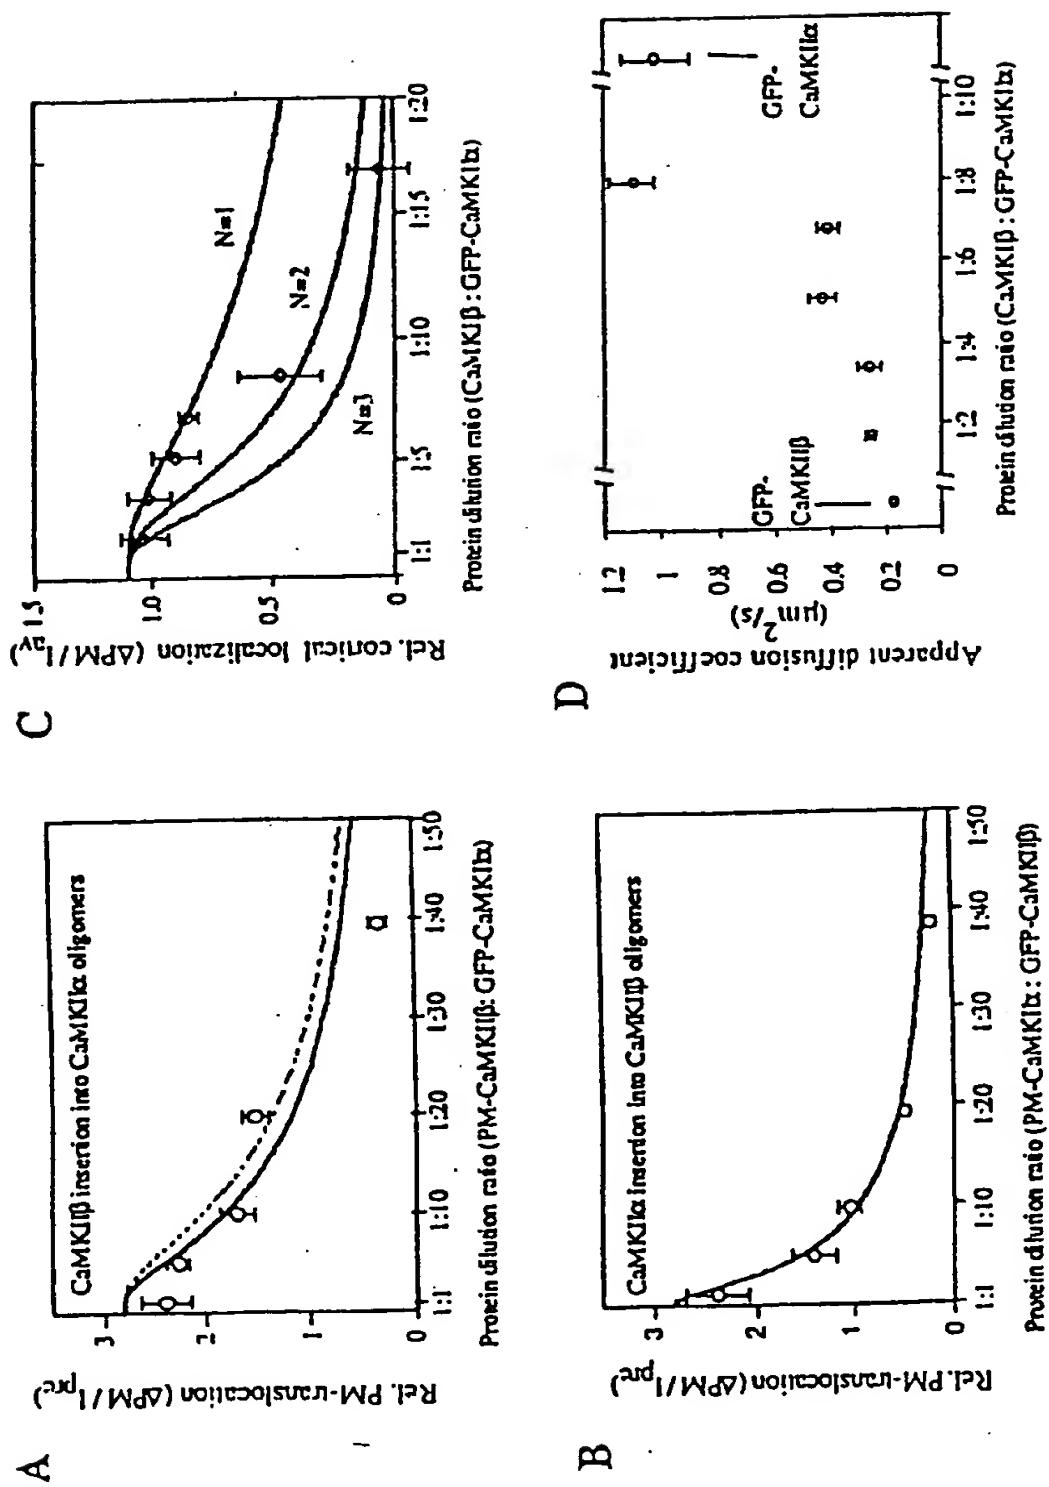 A
Rel. PM-translocation (ΔPM / I pre)
3
2
1
0
CaMKIIβ insertion into CaMKIIα oligomers
1:1
1:10
1:20
1:30
1:40
1:50
Protein dilution ratio (PM-CaMKIIβ: GFP-CaMKIIα)
B
Rel. PM-translocation (ΔPM / I pre)
3
2
1
0
CaMKIIα insertion into CaMKIIβ oligomers
1:1
1:10
1:20
1:30
1:40
1:50
Protein dilution ratio (PM-CaMKIIα : GFP-CaMKIIβ)
C
Rel. cortical localization (ΔPM / I av)
1.5
1.0
0.5
0
N=1
N=2
N=3
1:1
1:5
1:10
1:15
1:20
Protein dilution ratio (CaMKIIβ : GFP-CaMKIIα)
D
Apparent diffusion coefficient
(μm2/s)
1.2
1
0.8
0.6
0.4
0.2
0
GFP-
CaMKIIβ
GFP-
CaMKIIα
1:2
1:4
1:6
1:8
1:10
Protein dilution ratio (CaMKIIβ : GFP-CaMKIIα)